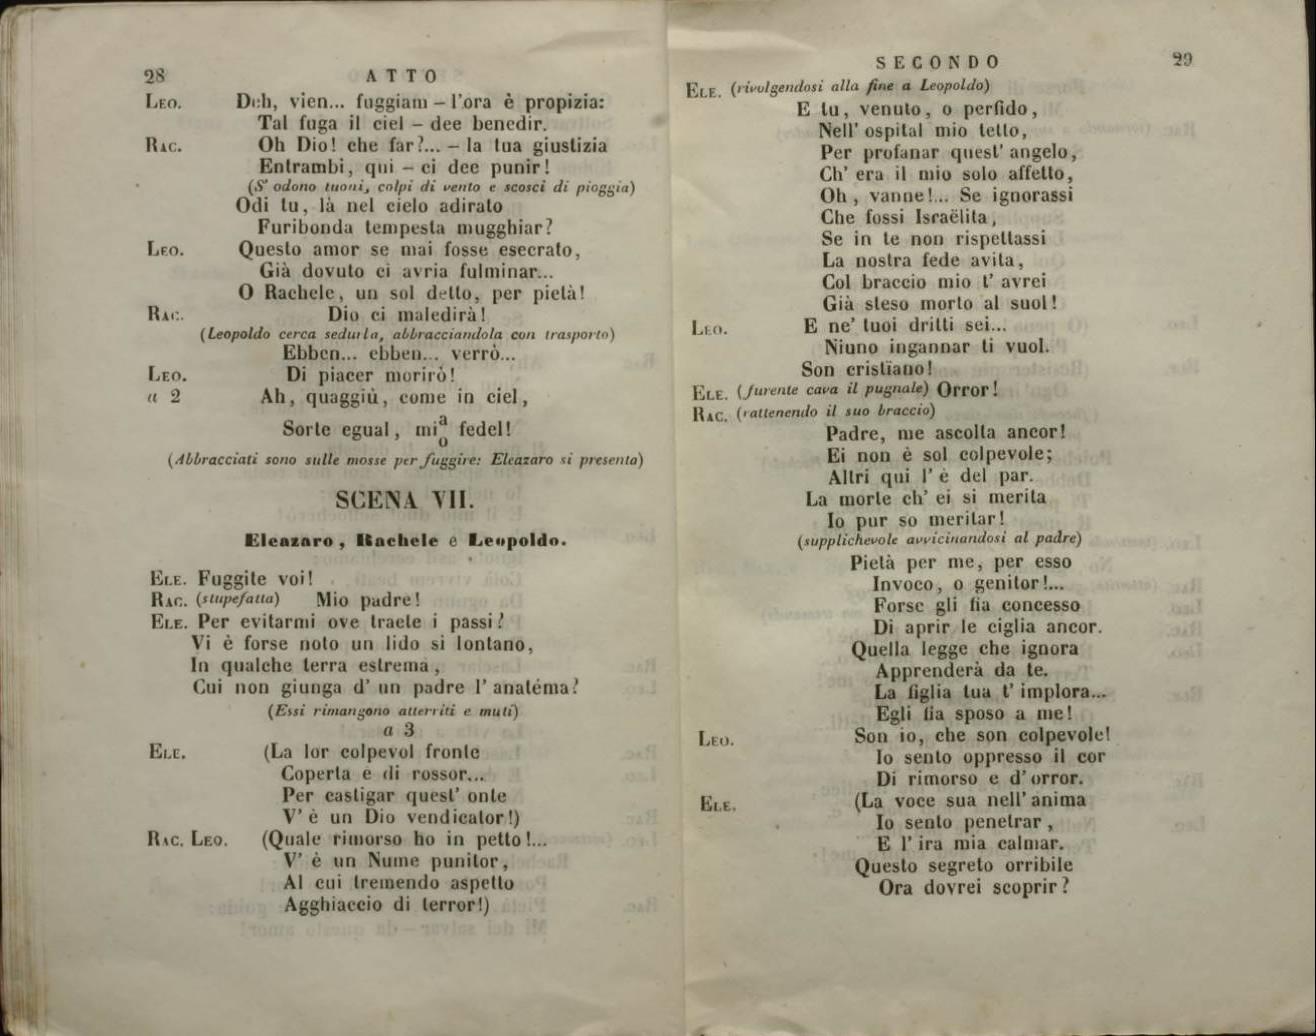 28 ATTO
LEO. Deh, vien... fuggiam – l'ora è propizia:
Tal fuga il ciel – dee benedir.
RAC. Oh Dio! che far?... – la tua giustizia
Entrambi, qui – ci dee punir!
(S' odono tuoni, colpi di vento e scosci di pioggia)
Odi tu, là nel cielo adirato
Furibonda tempesta mugghiar?
LEO. Questo amor se mai fosse esecrato,
Già dovuto ci avria fulminar...
O Rachele, un sol detto, per pietà!
RAC. Dio ci maledirà!
(Leopoldo cerca sedurla, abbracciandola con trasporto)
Ebben... ebben... verrò...
LEO. Di piacer morirò!
a 2 Ah, quaggiù, come in ciel,
Sorte egual, mi a/o fedel!
(Abbracciati sono sulle mosse per fuggire: Eleazaro si presenta)
SCENA VII.
Eleazaro, Rachele e Leopoldo.
ELE. Fuggite voi!
RAC. (stupefatta) Mio padre!
ELE. Per evitarmi ove traete i passi?
Vi è forse noto un lido sì lontano,
In qualche terra estrema,
Cui non giunga d' un padre l' anatéma?
(Essi rimangono atterriti e muti)
a 3
ELE. (La lor colpevol fronte
Coperta è di rossor...
Per castigar quest' onte
V' è un Dio vendicator!)
RAC. LEO. (Quale rimorso ho in petto!...
V' è un Nume punitor,
Al cui tremendo aspetto
Agghiaccio di terror!)
SECONDO 29
ELE. (rivolgendosi alla fine a Leopoldo)
E tu, venuto, o perfido,
Nell' ospital mio tetto,
Per profanar quest' angelo,
Ch' era il mio solo affetto,
Oh, vanne!... Se ignorassi
Che fossi Israëlita,
Se in te non rispettassi
La nostra fede avita,
Col braccio mio t' avrei
Già steso morto al suol!
LEO. E ne' tuoi dritti sei...
Niuno ingannar ti vuol.
Son cristïano!
ELE. (furente cava il pugnale) Orror!
RAC. (rattenendo il suo braccio)
Padre, me ascolta ancor!
Ei non è sol colpevole;
Altri qui l' è del par.
La morte ch' ei si merita
Io pur so meritar!
(supplichevole avvicinandosi al padre)
Pietà per me, per esso
Invoco, o genitor!...
Forse gli fia concesso
Di aprir le ciglia ancor.
Quella legge che ignora
Apprenderà da te.
La figlia tua t' implora...
Egli fia sposo a me!
LEO. Son io, che son colpevole!
Io sento oppresso il cor
Di rimorso e d' orror.
ELE. (La voce sua nell' anima
Io sento penetrar,
E l' ira mia calmar.
Questo segreto orribile
Ora dovrei scoprir?